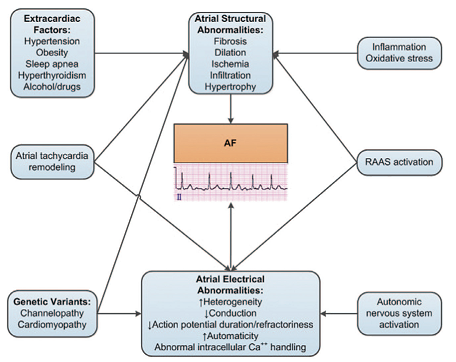 Extracardiac
Factors:
Hypertension
Obesity
Sleep apnea
Hyperthyroidism
Alcohol/drugs
Atrial Structural
Abnormalities:
Fibrosis
Dilation
Ischemia
Infiltration
Hypertrophy
Inflammation
Oxidative stress
AF
II
Atrial tachycardia
remodeling
RAAS activation
Genetic Variants:
Channelopathy
Cardiomyopathy
Atrial Electrical
Abnormalities:
↑Heterogeneity
↓Conduction
↓Action potential duration/refractoriness
↑Automaticity
Abnormal intracellular Ca⁺⁺ handling
Autonomic
nervous system
activation